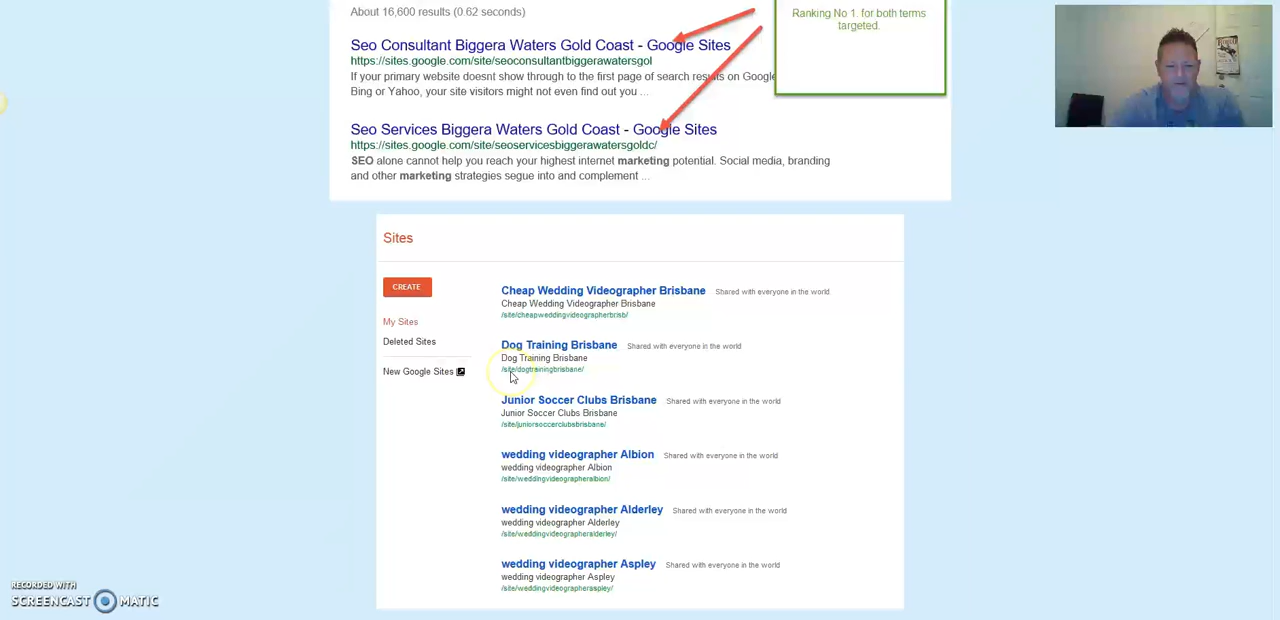 About 16,600 results (0.62 seconds)
Ranking No 1. for both terms
targeted.
Seo Consultant Biggera Waters Gold Coast - Google Sites
https://sites.google.com/site/seoconsultantbiggerawatersgol
If your primary website doesnt show through to the first page of search results on Google
Bing or Yahoo, your site visitors might not even find out you ...
Seo Services Biggera Waters Gold Coast - Google Sites
https://sites.google.com/site/seoservicesbiggerawatersgoldc/
SEO alone cannot help you reach your highest internet marketing potential. Social media, branding
and other marketing strategies segue into and complement ...
Sites
CREATE
My Sites
Deleted Sites
New Google Sites
Cheap Wedding Videographer Brisbane Shared with everyone in the world
Cheap Wedding Videographer Brisbane
/site/cheapweddingvideographerbrisb/
Dog Training Brisbane Shared with everyone in the world
Dog Training Brisbane
/site/dogtrainingbrisbane/
Junior Soccer Clubs Brisbane Shared with everyone in the world
Junior Soccer Clubs Brisbane
/site/juniorsoccerclubsbrisbane/
wedding videographer Albion Shared with everyone in the world
wedding videographer Albion
/site/weddingvideographeralbion/
wedding videographer Alderley Shared with everyone in the world
wedding videographer Alderley
/site/weddingvideographeralderley/
wedding videographer Aspley Shared with everyone in the world
wedding videographer Aspley
/site/weddingvideographeraspley/
RECORDED WITH
SCREENCAST MATIC